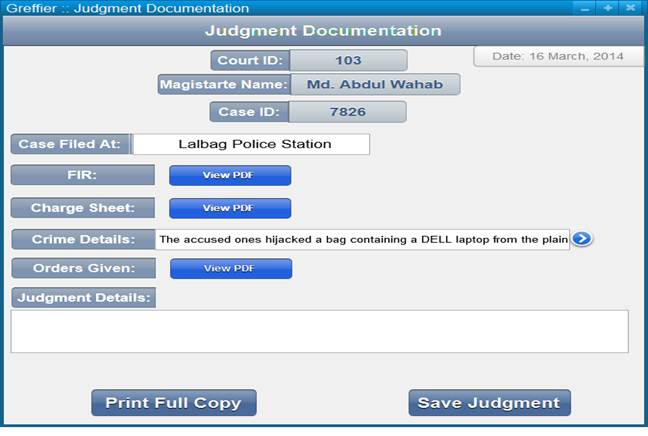 Greffier :: Judgment Documentation
Judgment Documentation
Date: 16 March, 2014
Court ID: 103
Magistarte Name: Md. Abdul Wahab
Case ID: 7826
Case Filed At: Lalbag Police Station
FIR: View PDF
Charge Sheet: View PDF
Crime Details: The accused ones hijacked a bag containing a DELL laptop from the plain
Orders Given: View PDF
Judgment Details:
Print Full Copy Save Judgment